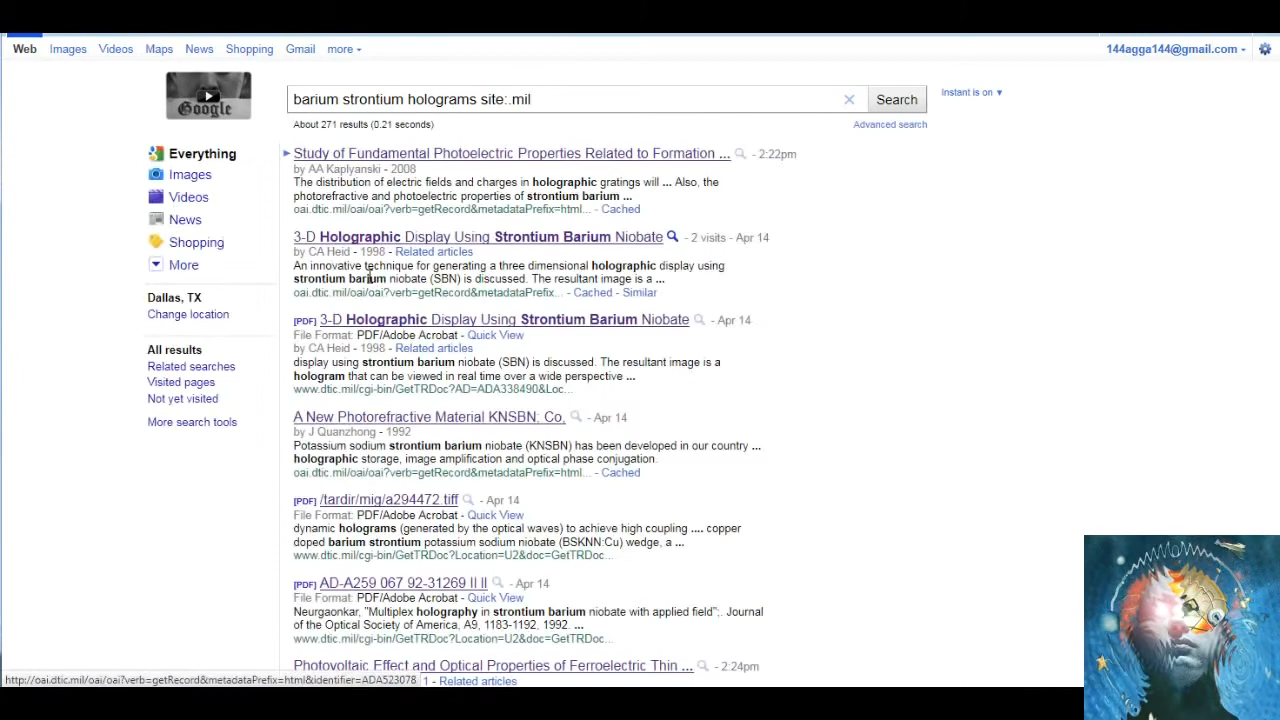 Web Images Videos Maps News Shopping Gmail more
144agga144@gmail.com
Google
barium strontium holograms site:.mil
Search
Instant is on ▼
About 271 results (0.21 seconds)
Advanced search
Everything
Images
Videos
News
Shopping
More
Dallas, TX
Change location
All results
Related searches
Visited pages
Not yet visited
More search tools
Study of Fundamental Photoelectric Properties Related to Formation ... - 2:22pm
by AA Kaplyanski - 2008
The distribution of electric fields and charges in holographic gratings will ... Also, the
photorefractive and photoelectric properties of strontium barium ...
oai.dtic.mil/oai/oai?verb=getRecord&metadataPrefix=html... - Cached
3-D Holographic Display Using Strontium Barium Niobate - 2 visits - Apr 14
by CA Heid - 1998 - Related articles
An innovative technique for generating a three dimensional holographic display using
strontium barium niobate (SBN) is discussed. The resultant image is a ...
oai.dtic.mil/oai/oai?verb=getRecord&metadataPrefix... - Cached - Similar
[PDF] 3-D Holographic Display Using Strontium Barium Niobate - Apr 14
File Format: PDF/Adobe Acrobat - Quick View
by CA Heid - 1998 - Related articles
display using strontium barium niobate (SBN) is discussed. The resultant image is a
hologram that can be viewed in real time over a wide perspective ...
www.dtic.mil/cgi-bin/GetTRDoc?AD=ADA338490&Loc...
A New Photorefractive Material KNSBN: Co, - Apr 14
by J Quanzhong - 1992
Potassium sodium strontium barium niobate (KNSBN) has been developed in our country ...
holographic storage, image amplification and optical phase conjugation.
oai.dtic.mil/oai/oai?verb=getRecord&metadataPrefix=html... - Cached
[PDF] /tardir/mig/a294472.tiff - Apr 14
File Format: PDF/Adobe Acrobat - Quick View
dynamic holograms (generated by the optical waves) to achieve high coupling .... copper
doped barium strontium potassium sodium niobate (BSKNN:Cu) wedge, a ...
www.dtic.mil/cgi-bin/GetTRDoc?Location=U2&doc=GetTRDoc...
[PDF] AD-A259 067 92-31269 II II - Apr 14
File Format: PDF/Adobe Acrobat - Quick View
Neurgaonkar, "Multiplex holography in strontium barium niobate with applied field";. Journal
of the Optical Society of America, A9, 1183-1192, 1992. ...
www.dtic.mil/cgi-bin/GetTRDoc?Location=U2&doc=GetTRDoc...
Photovoltaic Effect and Optical Properties of Ferroelectric Thin ... - 2:24pm
1 - Related articles
http://oai.dtic.mil/oai/oai?verb=getRecord&metadataPrefix=html&identifier=ADA523078